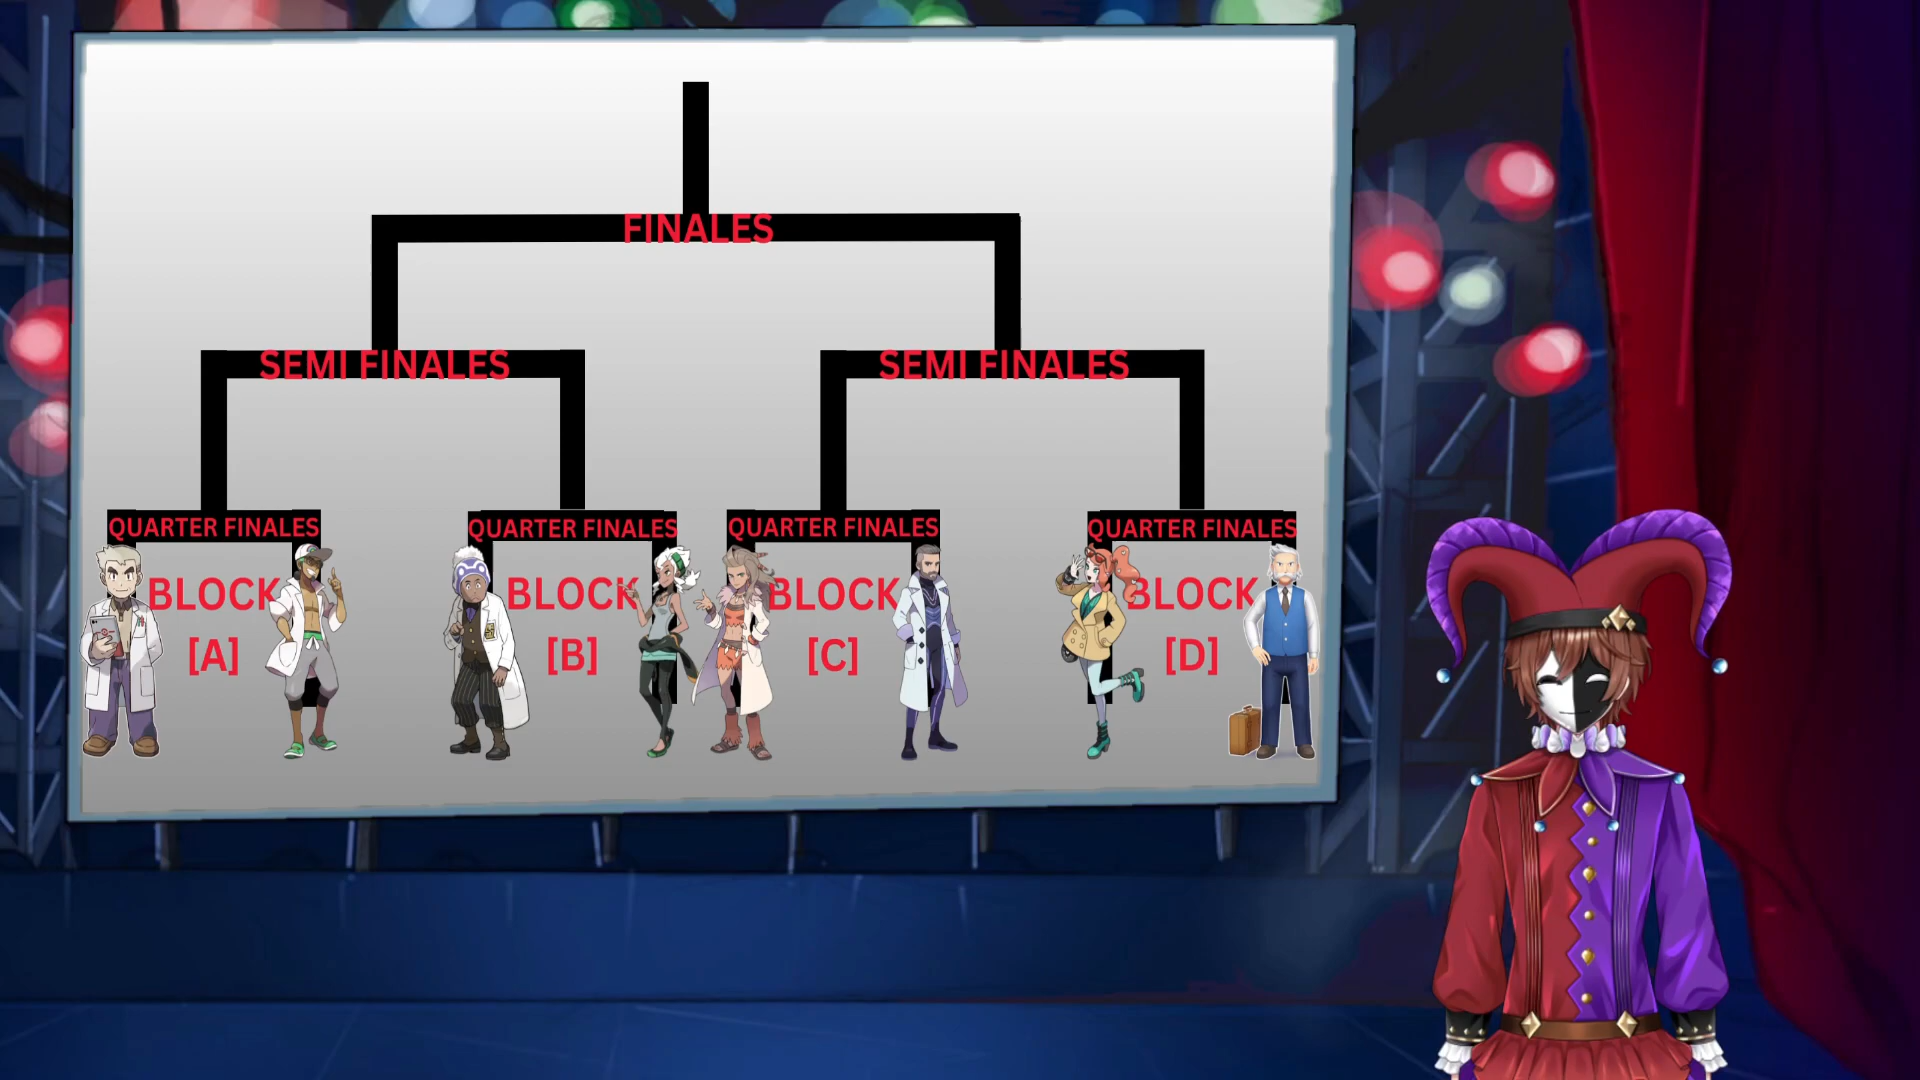 FINALES
SEMI FINALES
SEMI FINALES
QUARTER FINALES
QUARTER FINALES
QUARTER FINALES
QUARTER FINALES
BLOCK
[A]
BLOCK
[B]
BLOCK
[C]
BLOCK
[D]